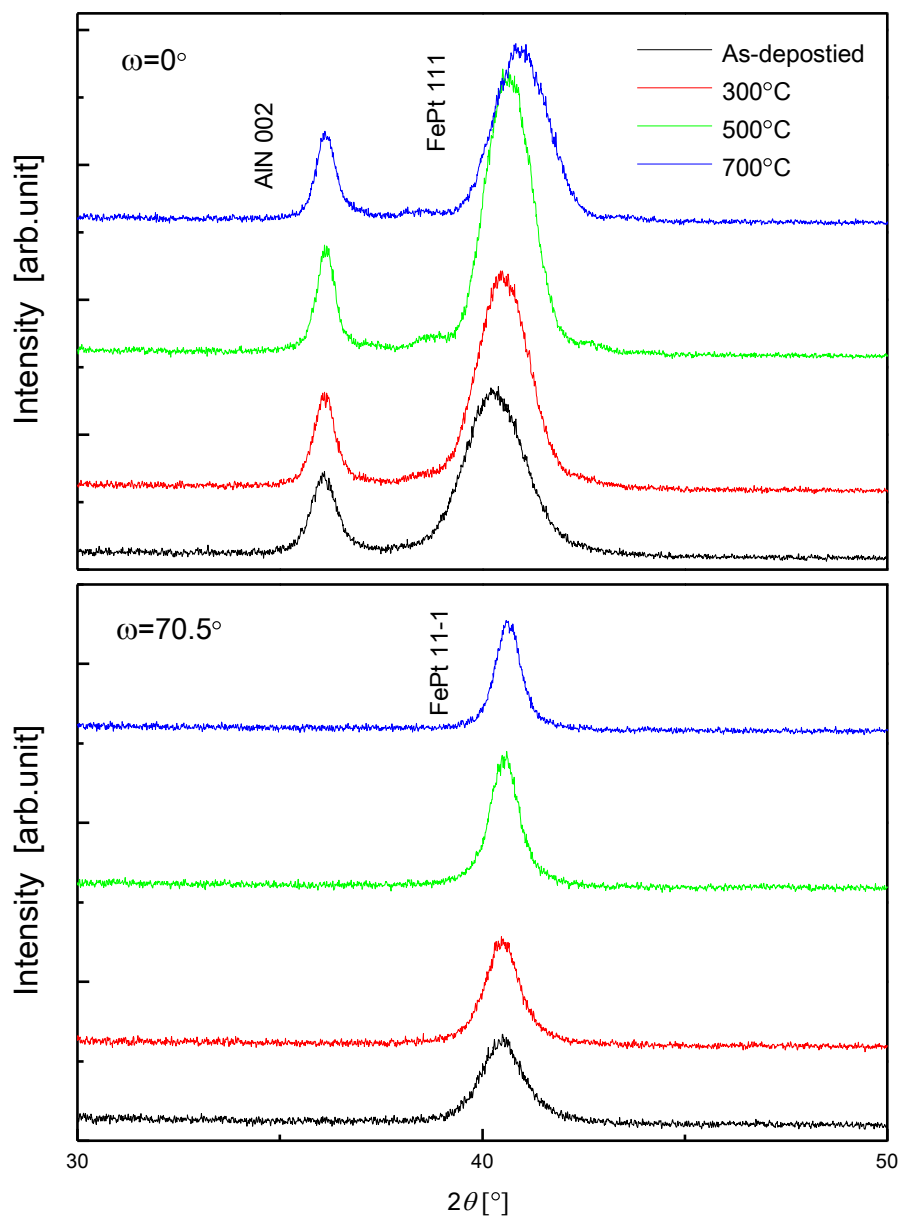 ω=0°
AlN 002
FePt 111
As-depostied
300°C
500°C
700°C
Intensity [arb.unit]
ω=70.5°
FePt 11-1
Intensity [arb.unit]
30
40
50
2θ [°]